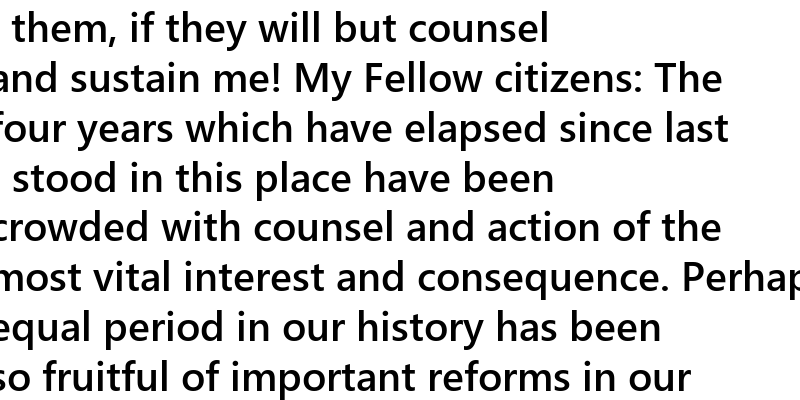 them, if they will but counsel
and sustain me! My Fellow citizens: The
four years which have elapsed since last
stood in this place have been
crowded with counsel and action of the
most vital interest and consequence.
equal period in our history has been
so fruitful of important reforms in our